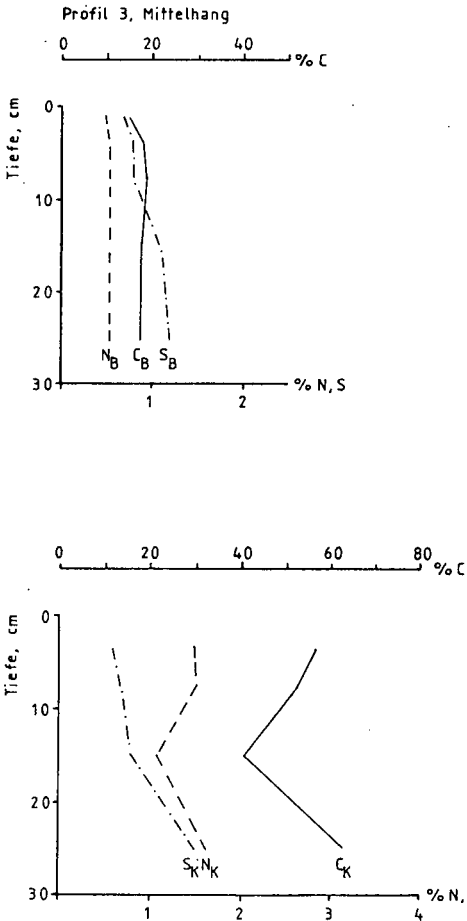 Profil 3, Mittelhang
0 20 40 % C
Tiefe, cm
0
10
20
30
N_B C_B S_B
1 2 % N, S
0 20 40 60 80 % C
Tiefe, cm
0
10
20
30
S_K N_K C_K
1 2 3 4 % N,